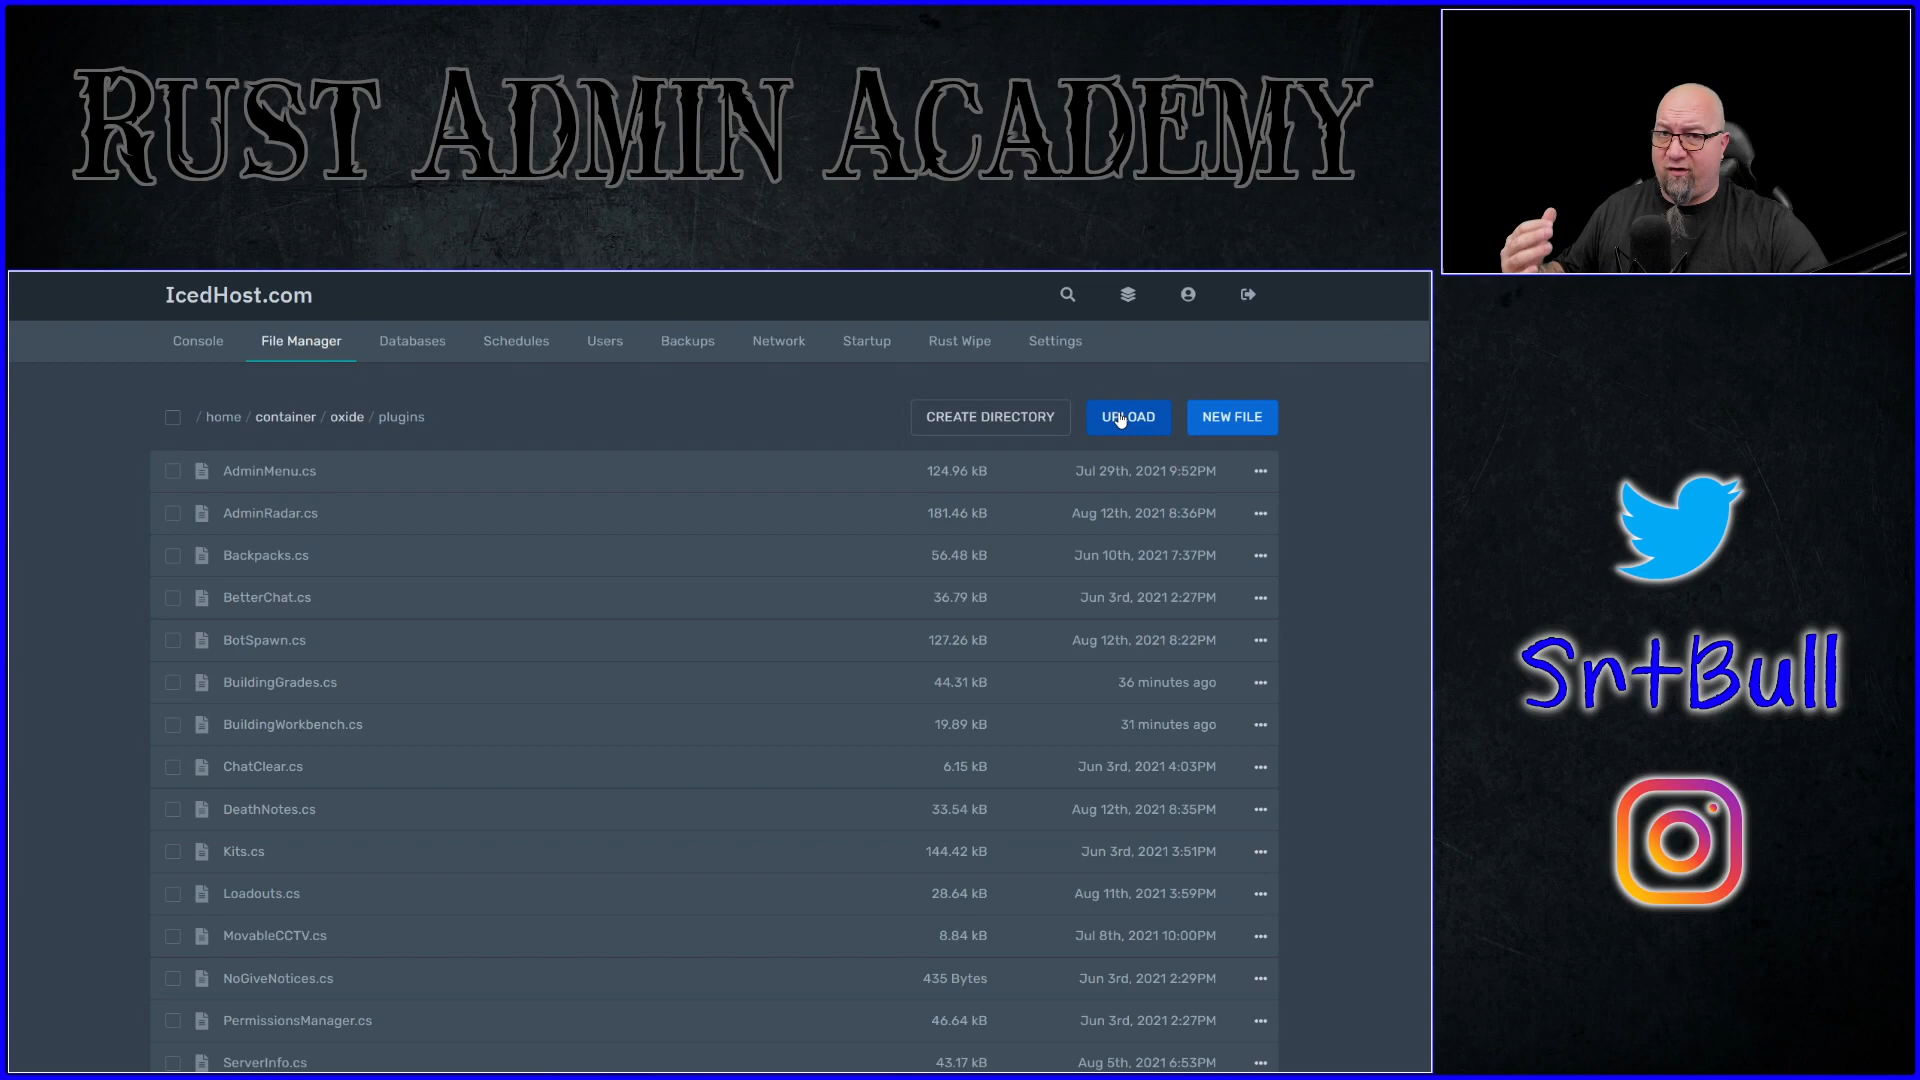 RUST ADMIN ACADEMY
IcedHost.com
Console File Manager Databases Schedules Users Backups Network Startup Rust Wipe Settings
/ home / container / oxide / plugins CREATE DIRECTORY UPLOAD NEW FILE
AdminMenu.cs 124.96 kB Jul 29th, 2021 9:52PM
AdminRadar.cs 181.46 kB Aug 12th, 2021 8:36PM
Backpacks.cs 56.48 kB Jun 10th, 2021 7:37PM
BetterChat.cs 36.79 kB Jun 3rd, 2021 2:27PM
BotSpawn.cs 127.26 kB Aug 12th, 2021 8:22PM
BuildingGrades.cs 44.31 kB 36 minutes ago
BuildingWorkbench.cs 19.89 kB 31 minutes ago
ChatClear.cs 6.15 kB Jun 3rd, 2021 4:03PM
DeathNotes.cs 33.54 kB Aug 12th, 2021 8:35PM
Kits.cs 144.42 kB Jun 3rd, 2021 3:51PM
Loadouts.cs 28.64 kB Aug 11th, 2021 3:59PM
MovableCCTV.cs 8.84 kB Jul 8th, 2021 10:00PM
NoGiveNotices.cs 435 Bytes Jun 3rd, 2021 2:29PM
PermissionsManager.cs 46.64 kB Jun 3rd, 2021 2:27PM
ServerInfo.cs 43.17 kB Aug 5th, 2021 6:53PM
SntBull